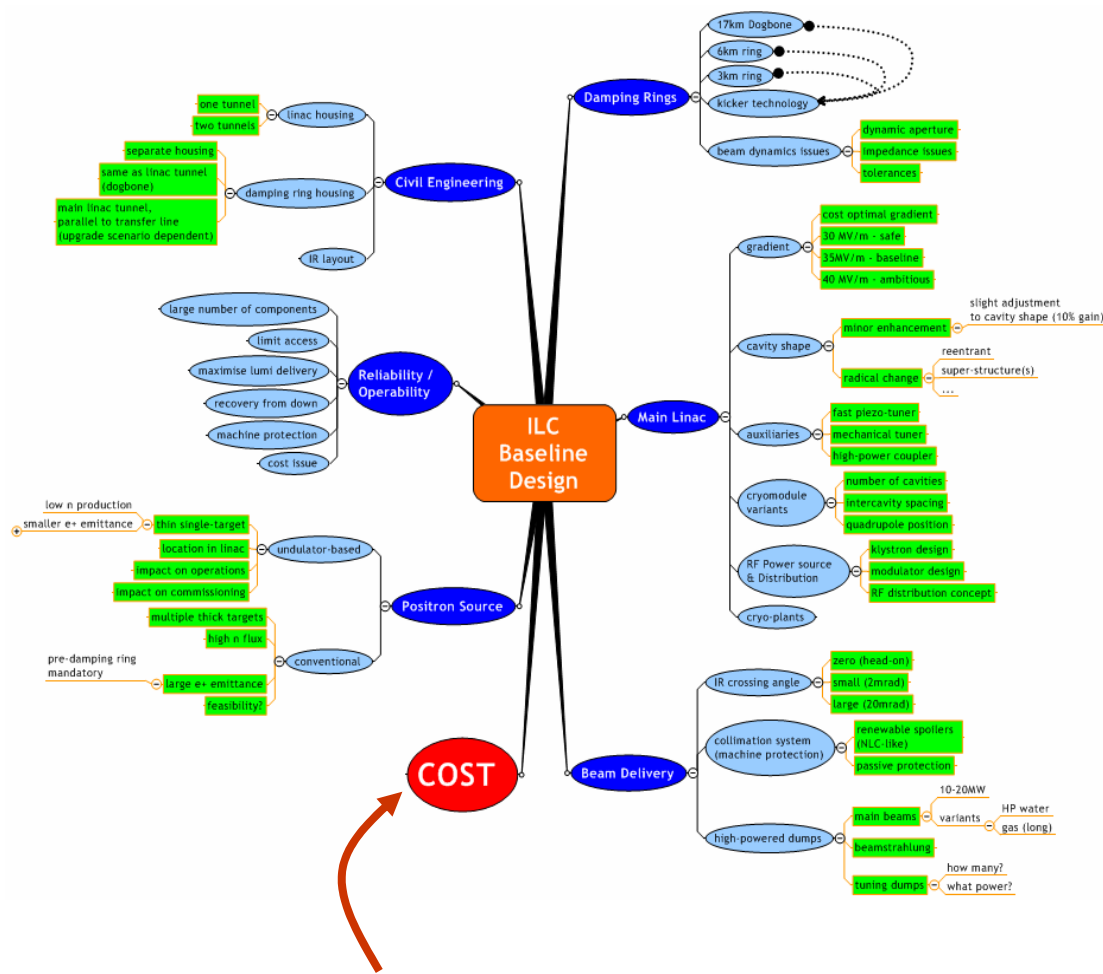 ILC
Baseline
Design
Damping Rings
17km Dogbone
6km ring
3km ring
kicker technology
beam dynamics issues
dynamic aperture
impedance issues
tolerances
Main Linac
gradient
cost optimal gradient
30 MV/m - safe
35MV/m - baseline
40 MV/m - ambitious
cavity shape
minor enhancement
slight adjustment
to cavity shape (10% gain)
radical change
reentrant
super-structure(s)
...
auxiliaries
fast piezo-tuner
mechanical tuner
high-power coupler
cryomodule
variants
number of cavities
intercavity spacing
quadrupole position
RF Power source
& Distribution
klystron design
modulator design
RF distribution concept
cryo-plants
Beam Delivery
IR crossing angle
zero (head-on)
small (2mrad)
large (20mrad)
collimation system
(machine protection)
renewable spoilers
(NLC-like)
passive protection
high-powered dumps
main beams
10-20MW
variants
HP water
gas (long)
beamstrahlung
tuning dumps
how many?
what power?
Civil Engineering
linac housing
one tunnel
two tunnels
damping ring housing
separate housing
same as linac tunnel
(dogbone)
main linac tunnel,
parallel to transfer line
(upgrade scenario dependent)
IR layout
Reliability /
Operability
large number of components
limit access
maximise lumi delivery
recovery from down
machine protection
cost issue
Positron Source
undulator-based
thin single-target
low n production
smaller e+ emittance
location in linac
impact on operations
impact on commissioning
conventional
multiple thick targets
high n flux
large e+ emittance
pre-damping ring
mandatory
feasibility?
COST